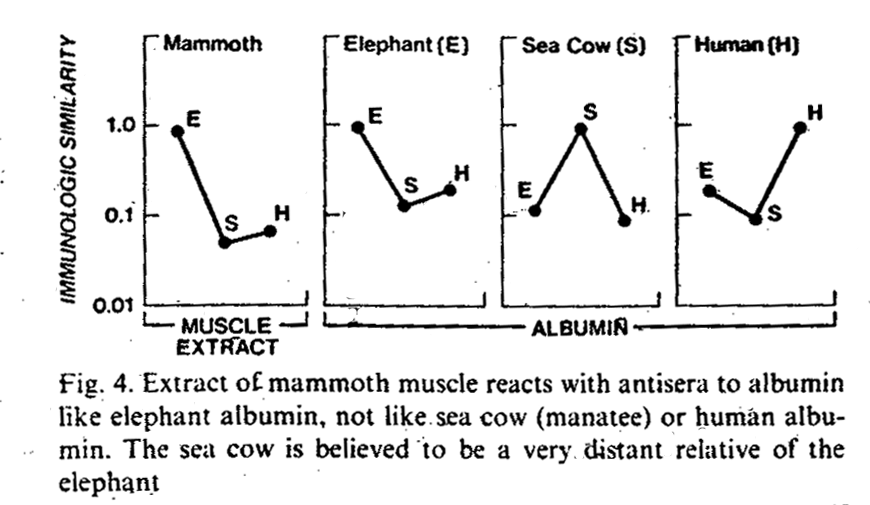 Mammoth
Elephant (E)
Sea Cow (S)
Human (H)
IMMUNOLOGIC SIMILARITY
1.0
0.1
0.01
E
S
H
E
S
H
E
S
H
E
S
H
MUSCLE
EXTRACT
ALBUMIN
Fig. 4. Extract of mammoth muscle reacts with antisera to albumin
like elephant albumin, not like sea cow (manatee) or human albu-
min. The sea cow is believed to be a very distant relative of the
elephant